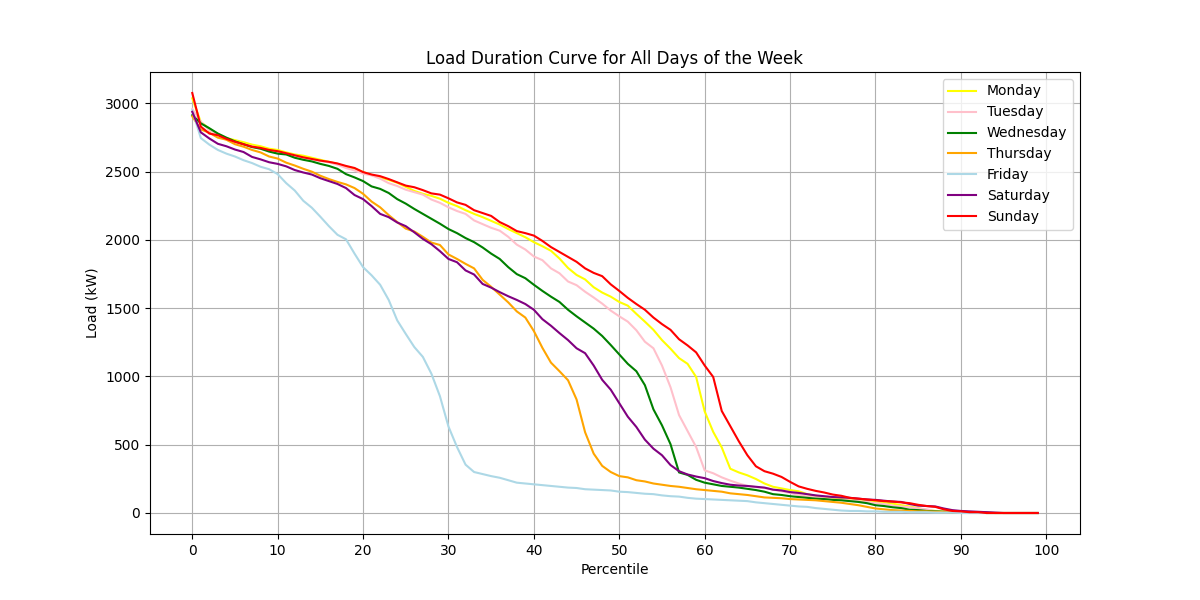 Load Duration Curve for All Days of the Week
Load (kW)
3000
2500
2000
1500
1000
500
0
0 10 20 30 40 50 60 70 80 90 100
Percentile
Monday
Tuesday
Wednesday
Thursday
Friday
Saturday
Sunday